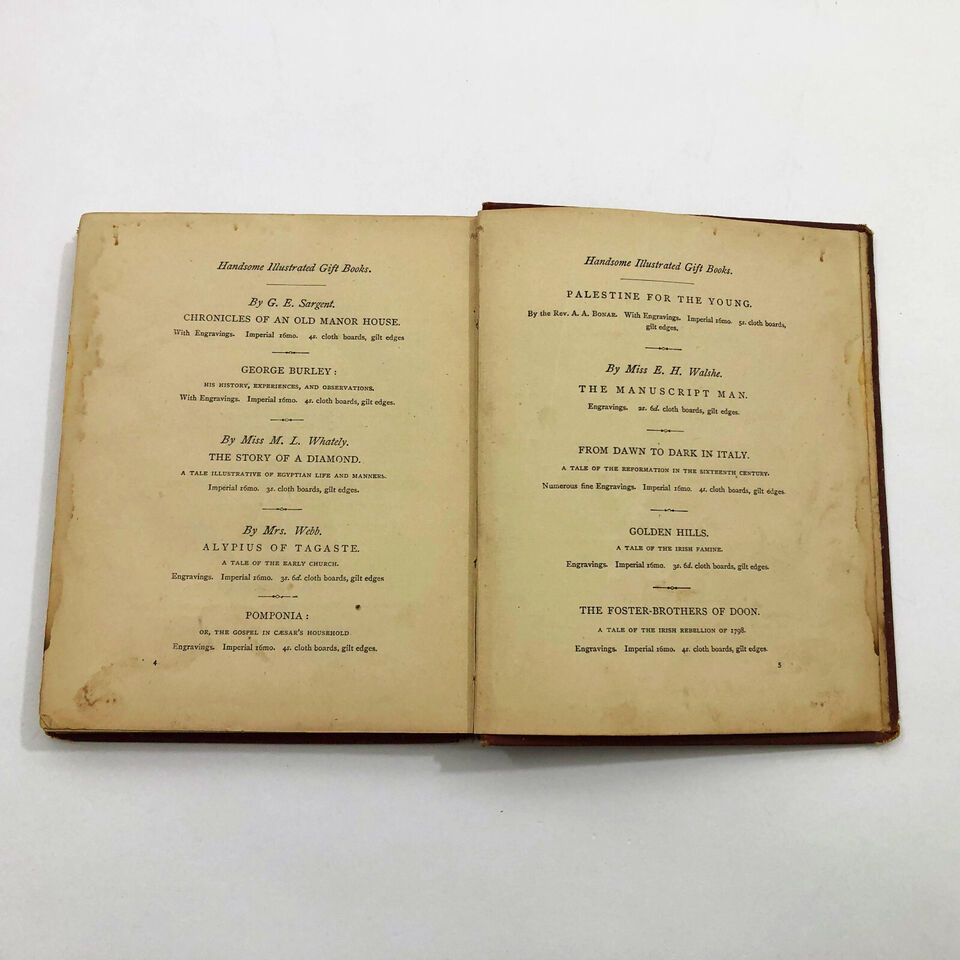 Handsome Illustrated Gift Books.
By G. E. Sargent.
CHRONICLES OF AN OLD MANOR HOUSE.
With Engravings. Imperial 16mo. 4s. cloth boards, gilt edges
GEORGE BURLEY:
HIS HISTORY, EXPERIENCES, AND OBSERVATIONS.
With Engravings. Imperial 16mo. 4s. cloth boards, gilt edges.
By Miss M. L. Whately.
THE STORY OF A DIAMOND.
A TALE ILLUSTRATIVE OF EGYPTIAN LIFE AND MANNERS.
Imperial 16mo. 3s. cloth boards, gilt edges.
By Mrs. Webb.
ALYPIUS OF TAGASTE.
A TALE OF THE EARLY CHURCH.
Engravings. Imperial 16mo. 3s. 6d. cloth boards, gilt edges
POMPONIA:
OR, THE GOSPEL IN CÆSAR'S HOUSEHOLD
Engravings. Imperial 16mo. 4s. cloth boards, gilt edges.
4
Handsome Illustrated Gift Books.
PALESTINE FOR THE YOUNG.
By the Rev. A. A. BONAR. With Engravings. Imperial 16mo. 5s. cloth boards,
gilt edges.
By Miss E. H. Walshe.
THE MANUSCRIPT MAN.
Engravings. 2s. 6d. cloth boards, gilt edges.
FROM DAWN TO DARK IN ITALY.
A TALE OF THE REFORMATION IN THE SIXTEENTH CENTURY.
Numerous fine Engravings. Imperial 16mo. 4s. cloth boards, gilt edges.
GOLDEN HILLS.
A TALE OF THE IRISH FAMINE.
Engravings. Imperial 16mo. 3s. 6d. cloth boards, gilt edges.
THE FOSTER-BROTHERS OF DOON.
A TALE OF THE IRISH REBELLION OF 1798.
Engravings. Imperial 16mo. 4s. cloth boards, gilt edges.
5